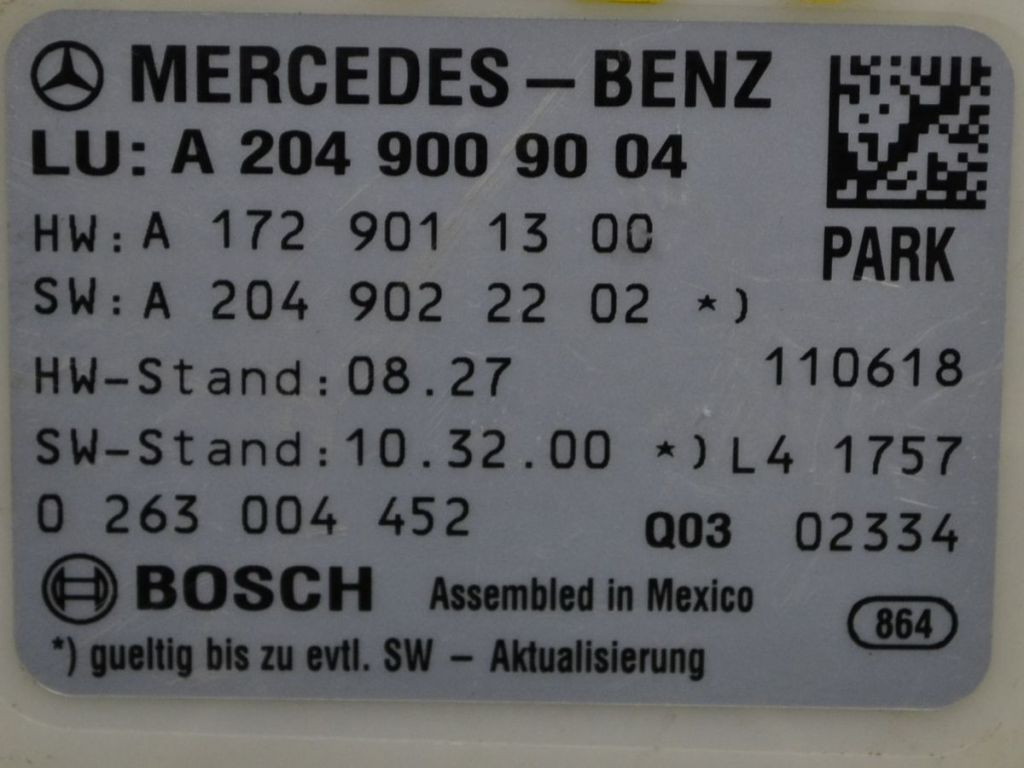 MERCEDES – BENZ
LU: A 204 900 90 04
HW: A 172 901 13 00
PARK
SW: A 204 902 22 02 *)
HW-Stand: 08.27 110618
SW-Stand: 10.32.00 *) L4 1757
0 263 004 452 Q03 02334
BOSCH Assembled in Mexico
864
*) gueltig bis zu evtl. SW – Aktualisierung